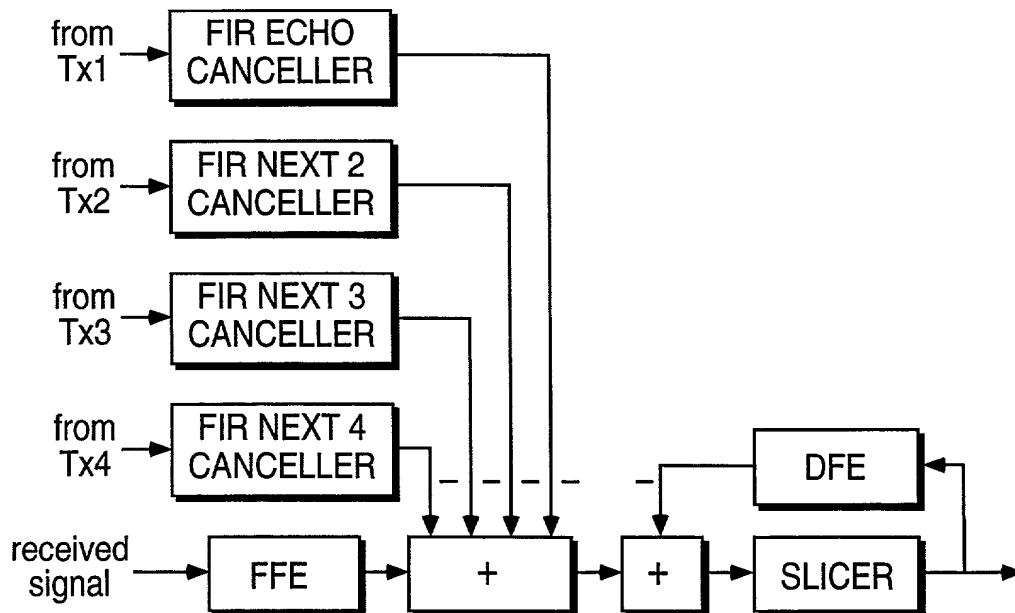 from
Tx1
FIR ECHO
CANCELLER
from
Tx2
FIR NEXT 2
CANCELLER
from
Tx3
FIR NEXT 3
CANCELLER
from
Tx4
FIR NEXT 4
CANCELLER
– – – – –
DFE
received
signal
FFE
+
+
SLICER